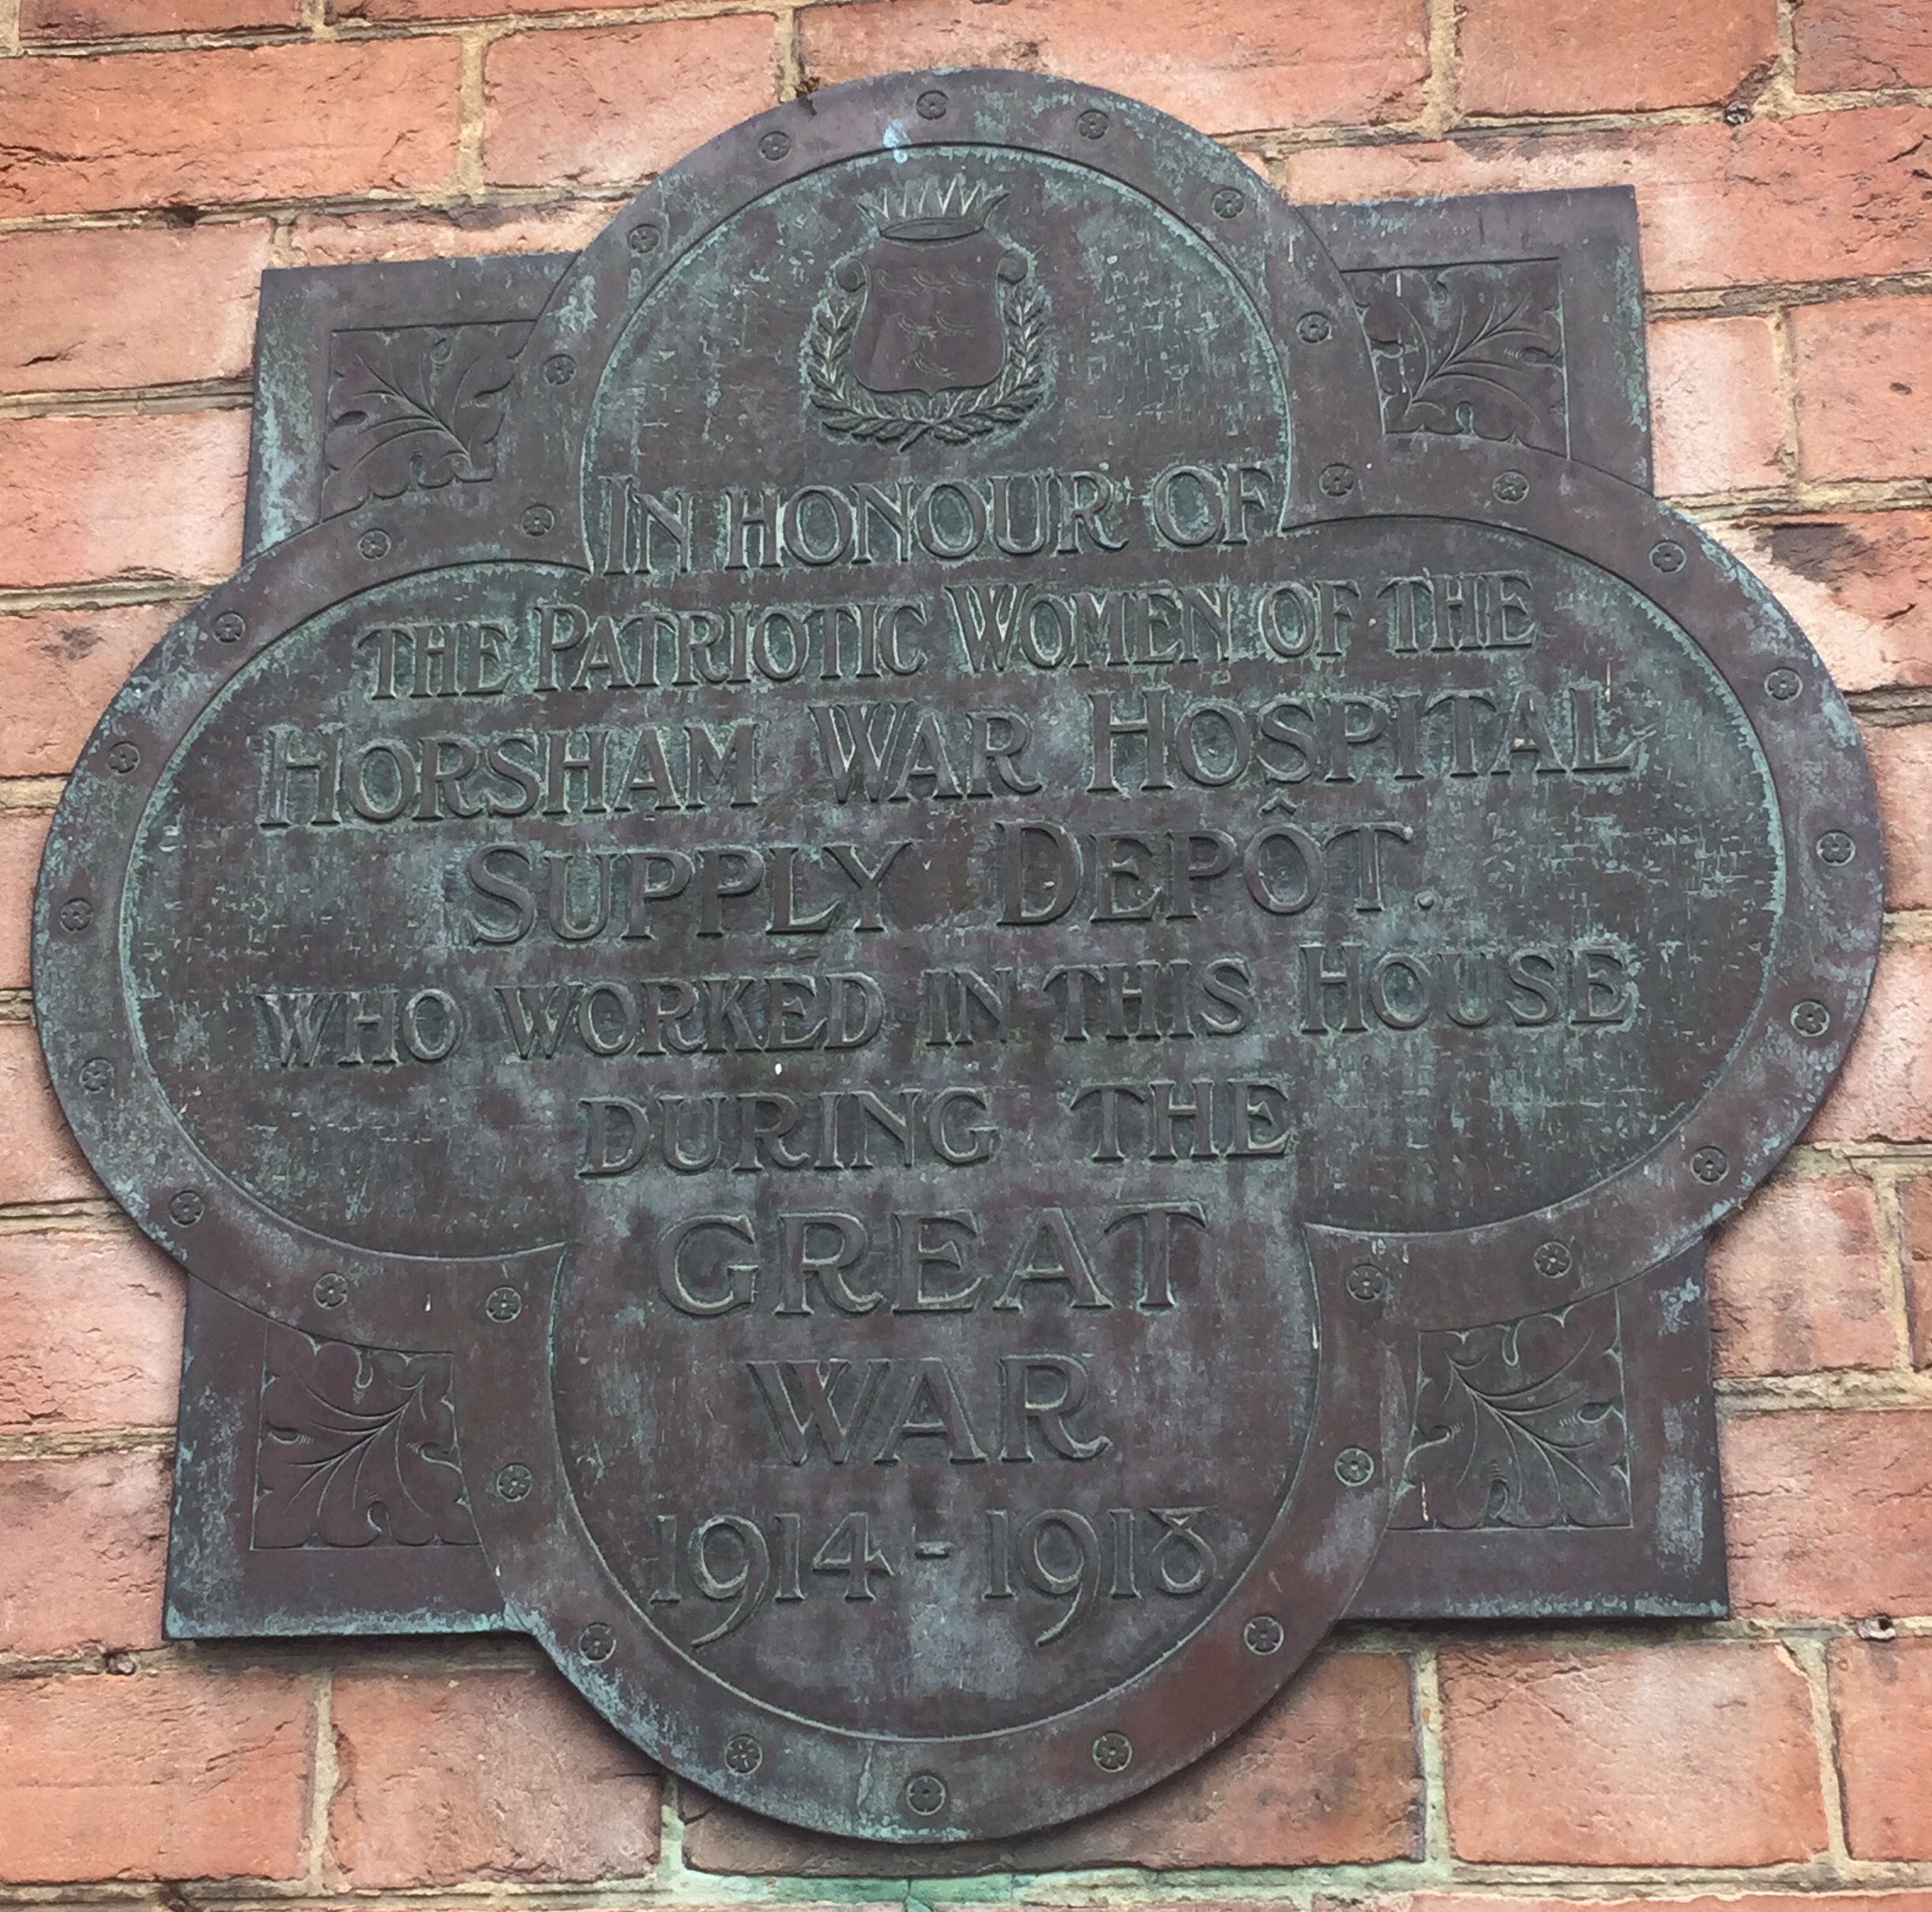 IN HONOUR OF
THE PATRIOTIC WOMEN OF THE
HORSHAM WAR HOSPITAL
SUPPLY DEPÔT.
WHO WORKED IN THIS HOUSE
DURING THE
GREAT
WAR
1914-1918